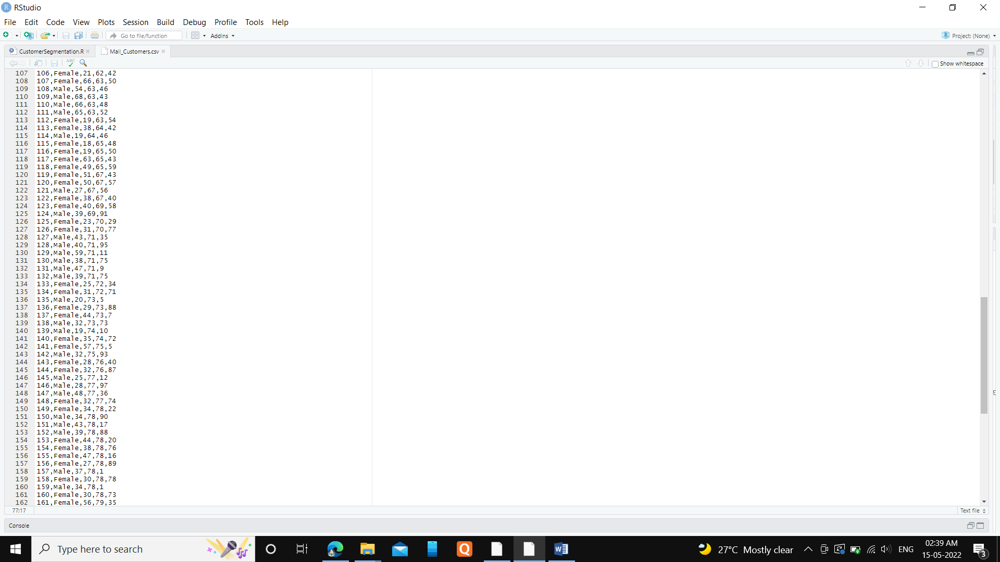 RStudio
File Edit Code View Plots Session Build Debug Profile Tools Help
Go to file/function Addins Project: (None)
CustomerSegmentation.R Mall_Customers.csv
ABC Show whitespace
107 106,Female,21,62,42
108 107,Female,66,63,50
109 108,Male,54,63,46
110 109,Male,68,63,43
111 110,Male,66,63,48
112 111,Male,65,63,52
113 112,Female,19,63,54
114 113,Female,38,64,42
115 114,Male,19,64,46
116 115,Female,18,65,48
117 116,Female,19,65,50
118 117,Female,63,65,43
119 118,Female,49,65,59
120 119,Female,51,67,43
121 120,Female,50,67,57
122 121,Male,27,67,56
123 122,Female,38,67,40
124 123,Female,40,69,58
125 124,Male,39,69,91
126 125,Female,23,70,29
127 126,Female,31,70,77
128 127,Male,43,71,35
129 128,Male,40,71,95
130 129,Male,59,71,11
131 130,Male,38,71,75
132 131,Male,47,71,9
133 132,Male,39,71,75
134 133,Female,25,72,34
135 134,Female,31,72,71
136 135,Male,20,73,5
137 136,Female,29,73,88
138 137,Female,44,73,7
139 138,Male,32,73,73
140 139,Male,19,74,10
141 140,Female,35,74,72
142 141,Female,57,75,5
143 142,Male,32,75,93
144 143,Female,28,76,40
145 144,Female,32,76,87
146 145,Male,25,77,12
147 146,Male,28,77,97
148 147,Male,48,77,36
149 148,Female,32,77,74
150 149,Female,34,78,22
151 150,Male,34,78,90
152 151,Male,43,78,17
153 152,Male,39,78,88
154 153,Female,44,78,20
155 154,Female,38,78,76
156 155,Female,47,78,16
157 156,Female,27,78,89
158 157,Male,37,78,1
159 158,Female,30,78,78
160 159,Male,34,78,1
161 160,Female,30,78,73
162 161,Female,56,79,35
77:17 Text file
Console
Type here to search 27°C Mostly clear ENG 02:39 AM
15-05-2022 3